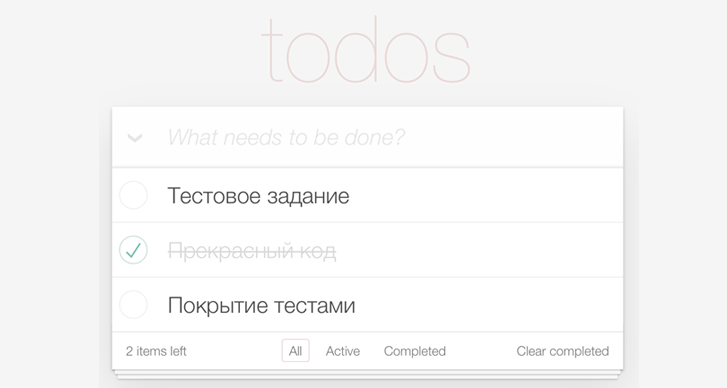 todos
What needs to be done?
Тестовое задание
Прекрасный код
Покрытие тестами
2 items left All Active Completed Clear completed